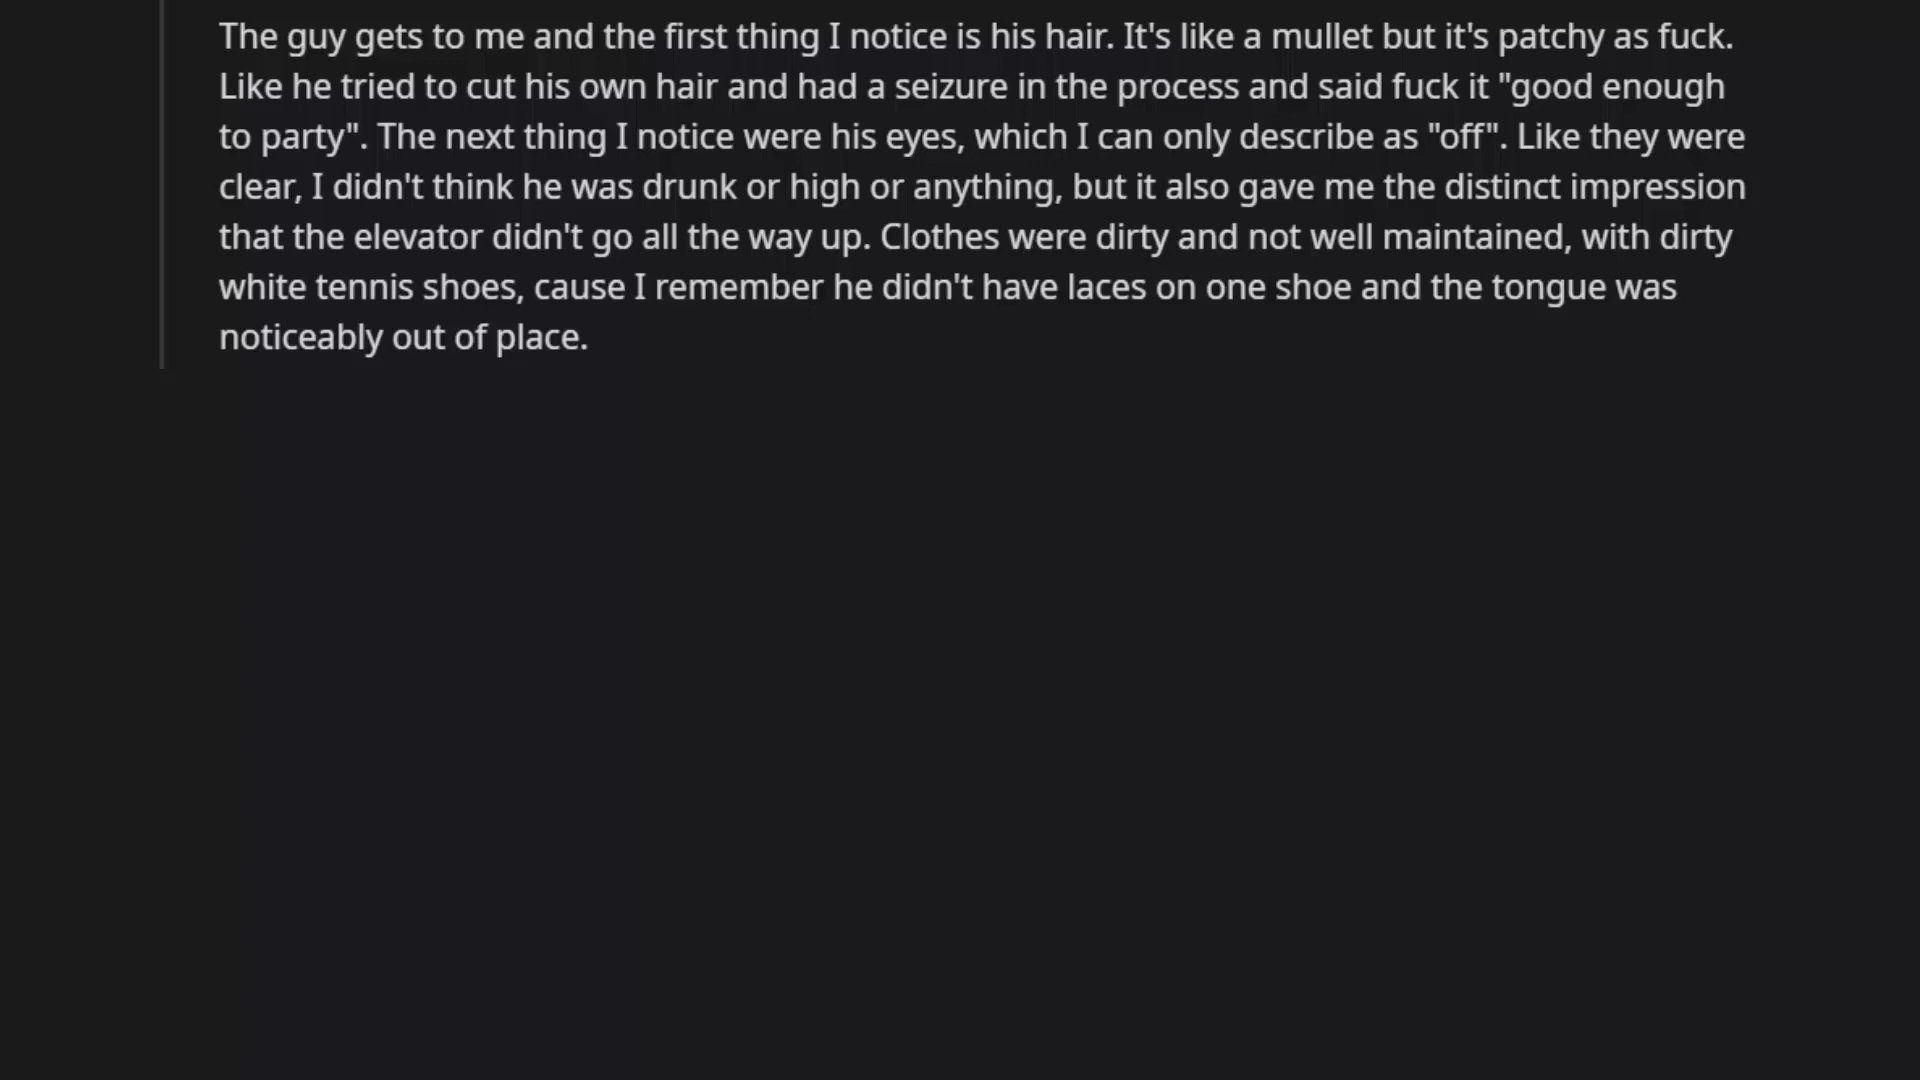 The guy gets to me and the first thing I notice is his hair. It's like a mullet but it's patchy as fuck.
Like he tried to cut his own hair and had a seizure in the process and said fuck it "good enough
to party". The next thing I notice were his eyes, which I can only describe as "off". Like they were
clear, I didn't think he was drunk or high or anything, but it also gave me the distinct impression
that the elevator didn't go all the way up. Clothes were dirty and not well maintained, with dirty
white tennis shoes, cause I remember he didn't have laces on one shoe and the tongue was
noticeably out of place.